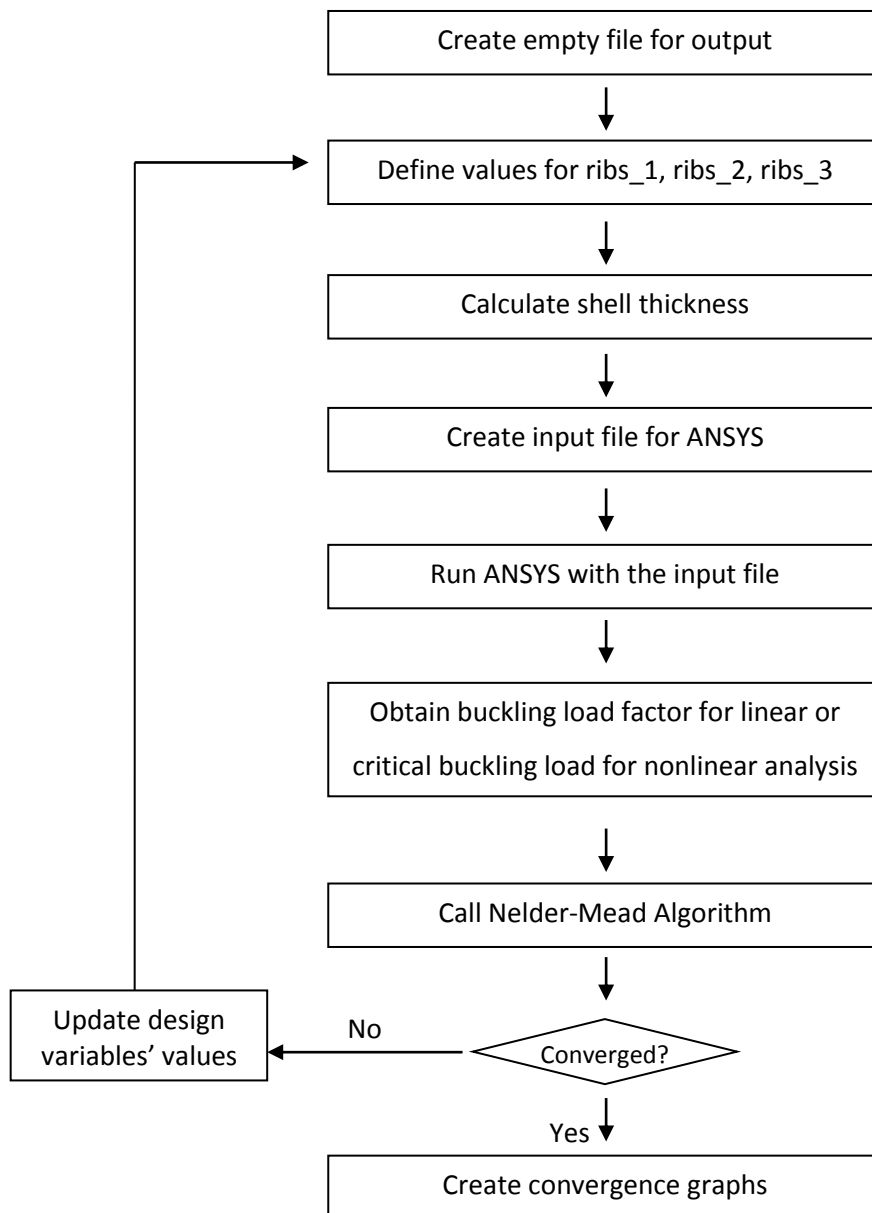 Create empty file for output
Define values for ribs_1, ribs_2, ribs_3
Calculate shell thickness
Create input file for ANSYS
Run ANSYS with the input file
Obtain buckling load factor for linear or
critical buckling load for nonlinear analysis
Call Nelder-Mead Algorithm
Converged?
No
Update design
variables’ values
Yes
Create convergence graphs